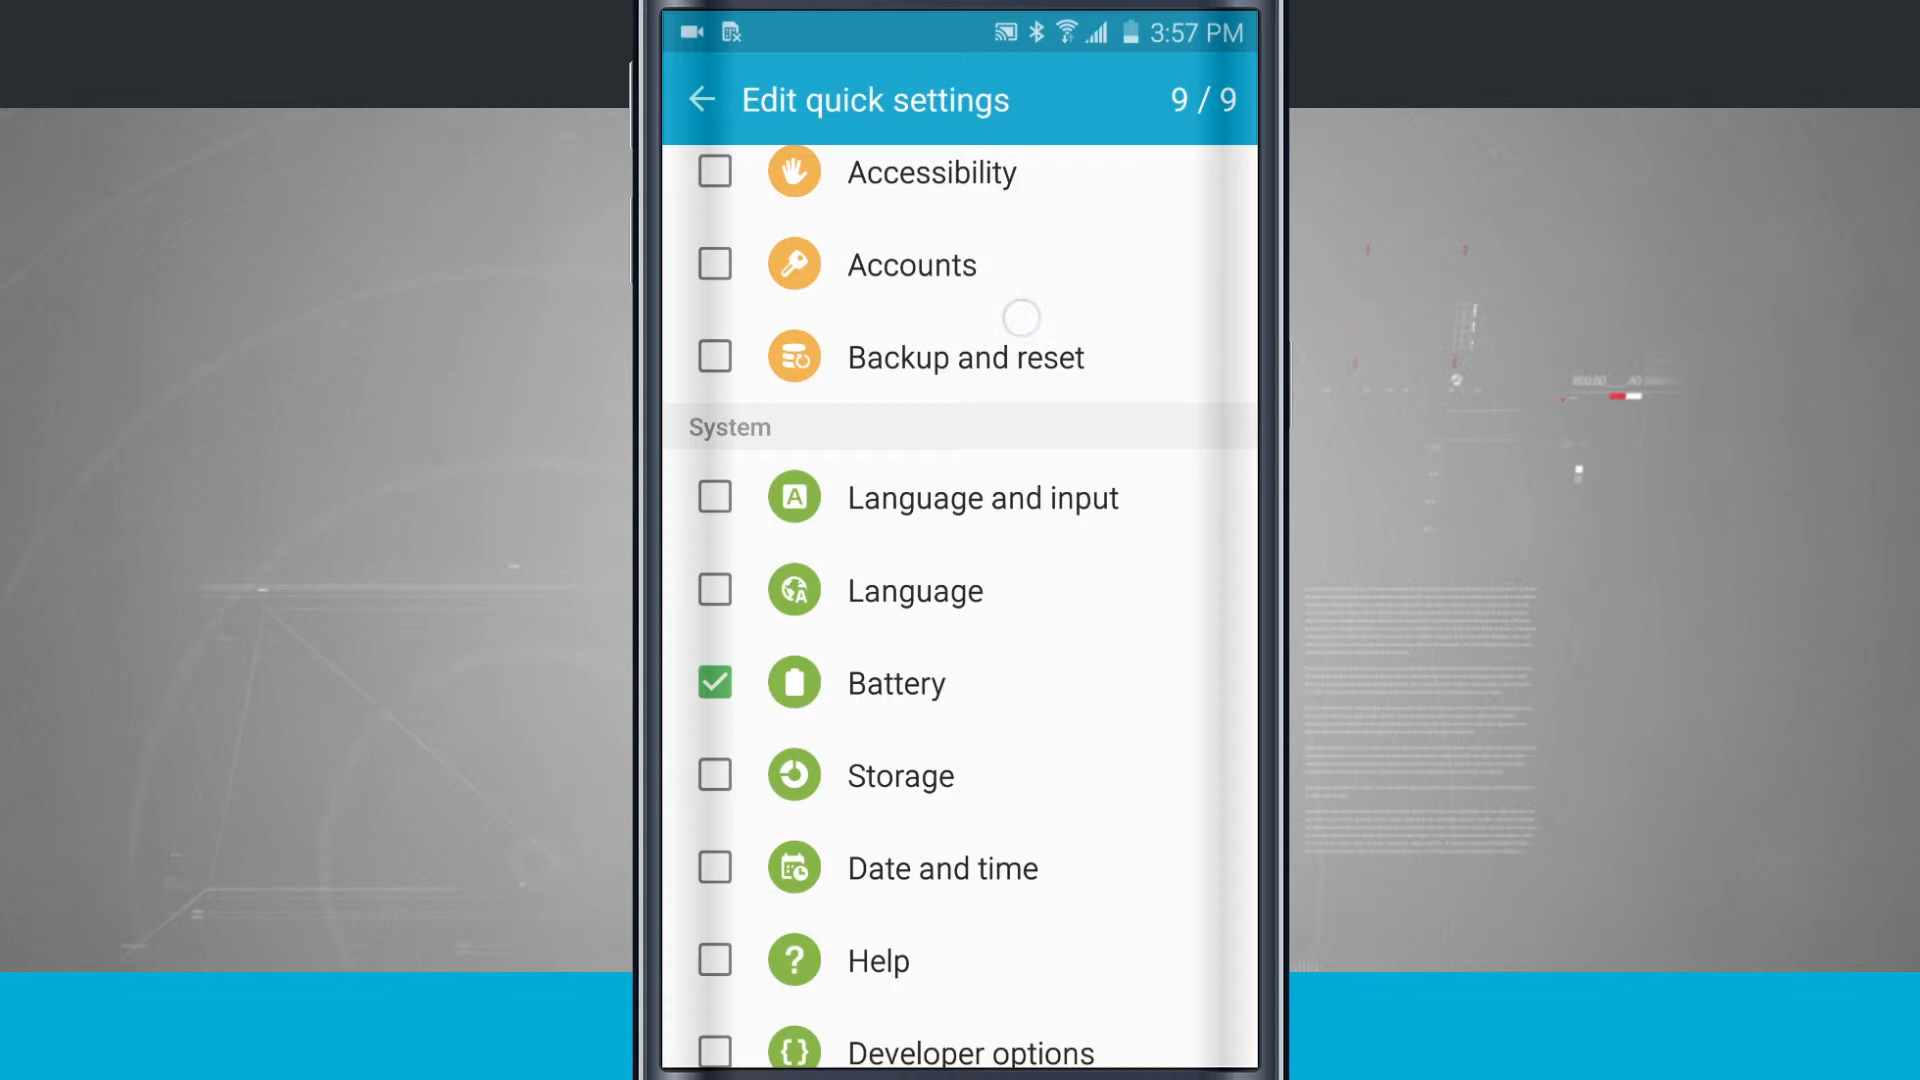 3:57 PM
Edit quick settings 9 / 9
Accessibility
Accounts
Backup and reset
System
Language and input
Language
Battery
Storage
Date and time
Help
Developer options